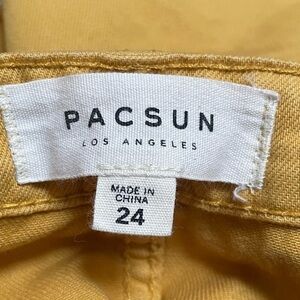 PACSUN
LOS ANGELES
MADE IN
CHINA
24